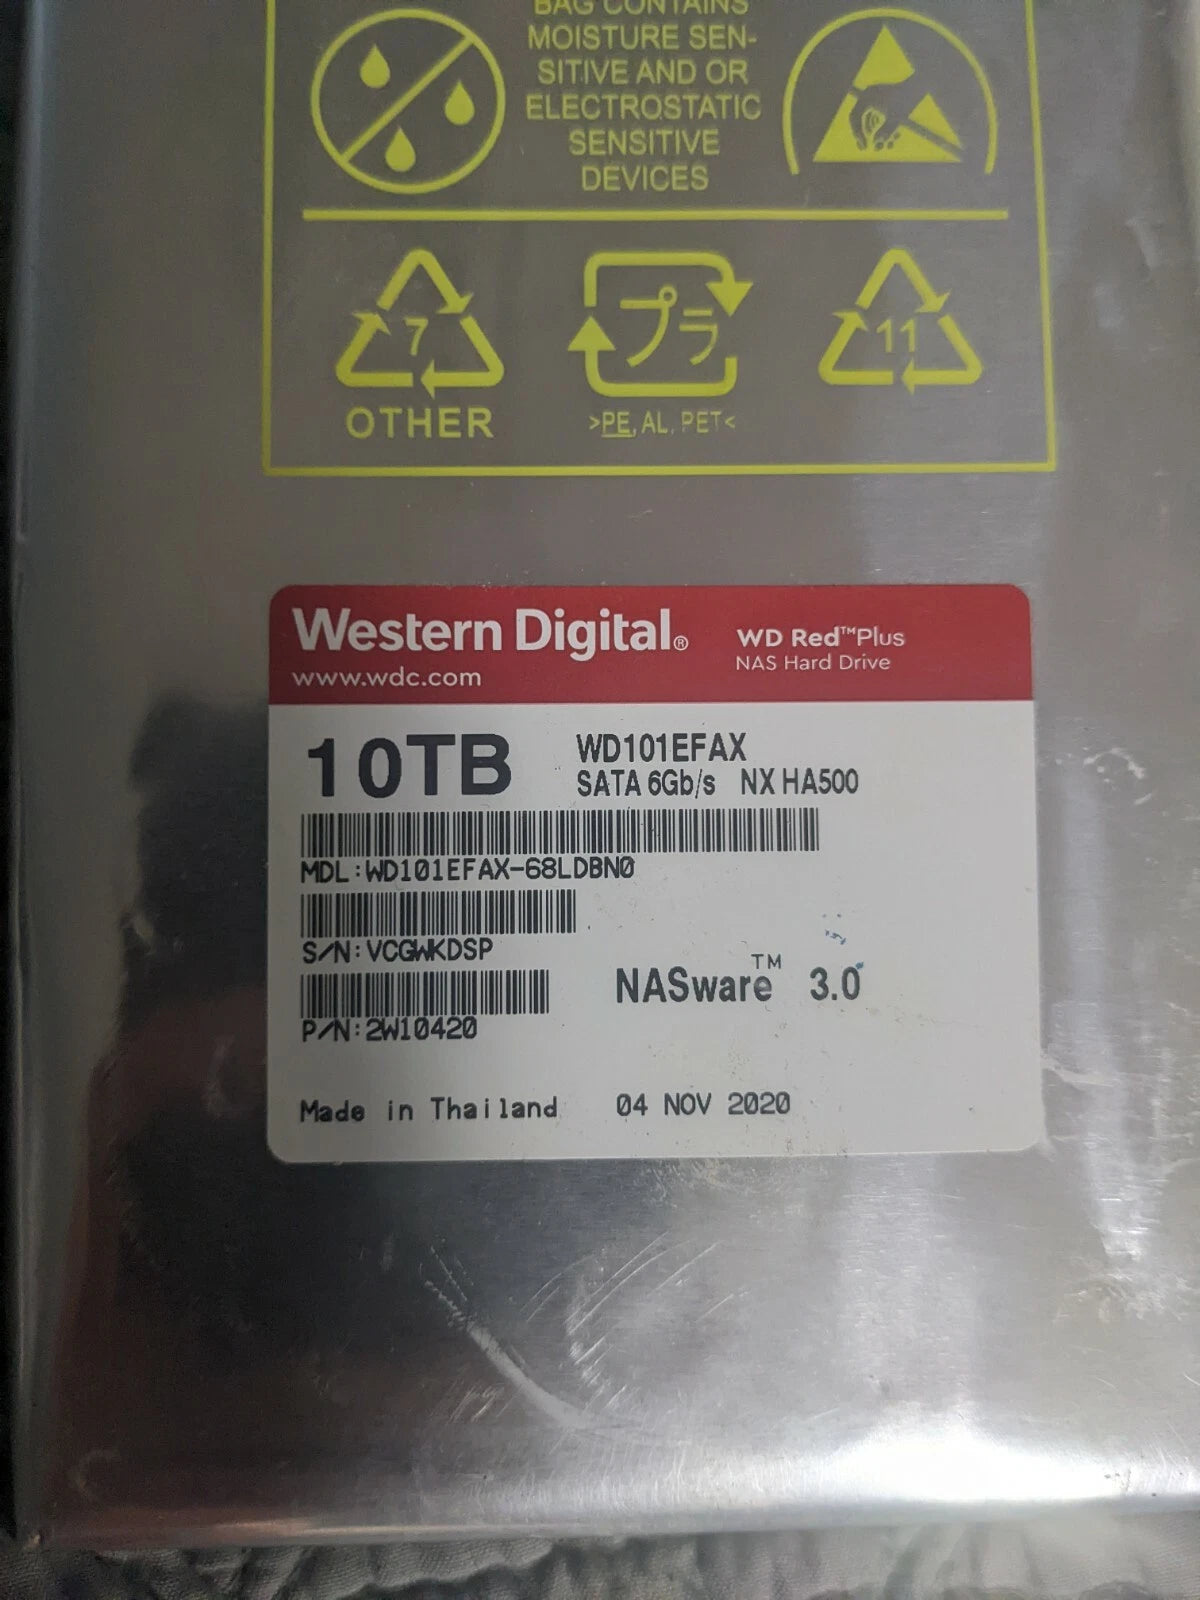 BAG CONTAINS
MOISTURE SEN-
SITIVE AND OR
ELECTROSTATIC
SENSITIVE
DEVICES
7
OTHER
プラ
>PE, AL, PET<
11
Western Digital®
www.wdc.com
WD Red™Plus
NAS Hard Drive
10TB
WD101EFAX
SATA 6Gb/s NX HA500
MDL:WD101EFAX-68LDBN0
S/N:VCGWKDSP
P/N:2W10420
NASware™ 3.0
Made in Thailand 04 NOV 2020